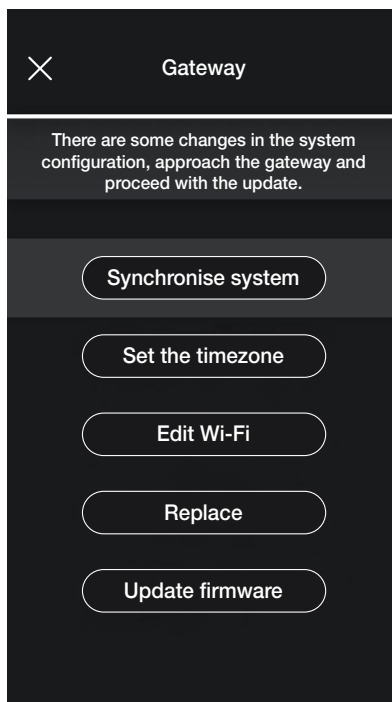 Gateway
There are some changes in the system
configuration, approach the gateway and
proceed with the update.
Synchronise system
Set the timezone
Edit Wi-Fi
Replace
Update firmware